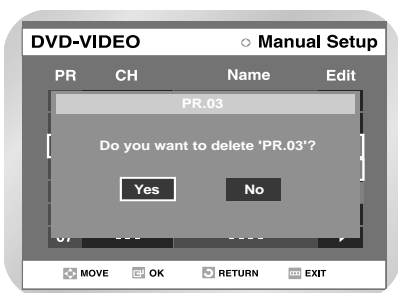 DVD-VIDEO Manual Setup
PR CH Name Edit
PR.03
Do you want to delete 'PR.03'?
Yes No
07 --- ----
MOVE OK RETURN EXIT